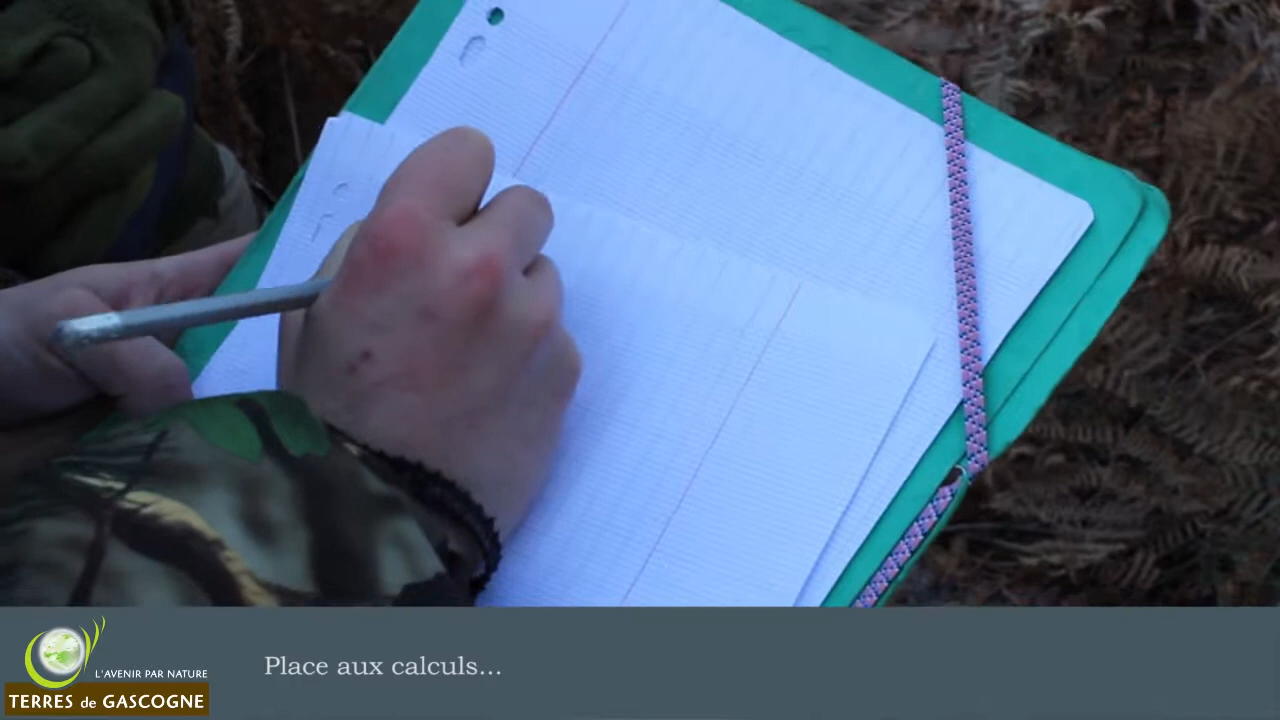 Place aux calculs...
L'AVENIR PAR NATURE
TERRES de GASCOGNE